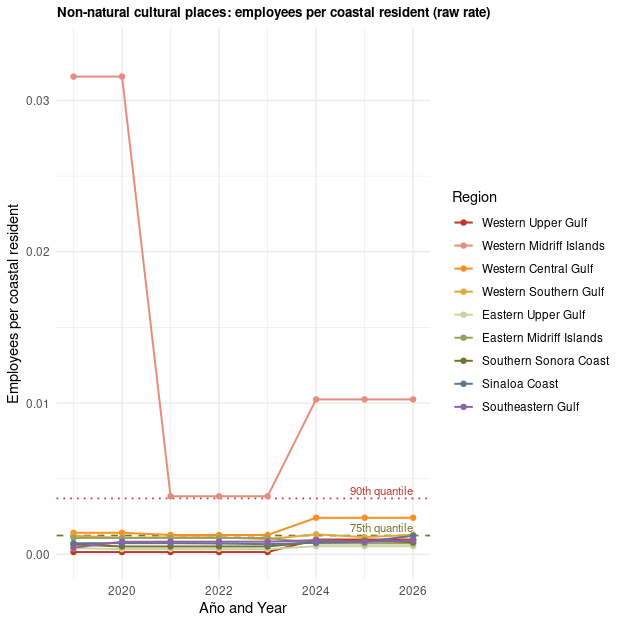 Non-natural cultural places: employees per coastal resident (raw rate)
Employees per coastal resident
0.03
0.02
0.01
0.00
90th quantile
75th quantile
2020
2022
2024
2026
Año and Year
Region
Western Upper Gulf
Western Midriff Islands
Western Central Gulf
Western Southern Gulf
Eastern Upper Gulf
Eastern Midriff Islands
Southern Sonora Coast
Sinaloa Coast
Southeastern Gulf